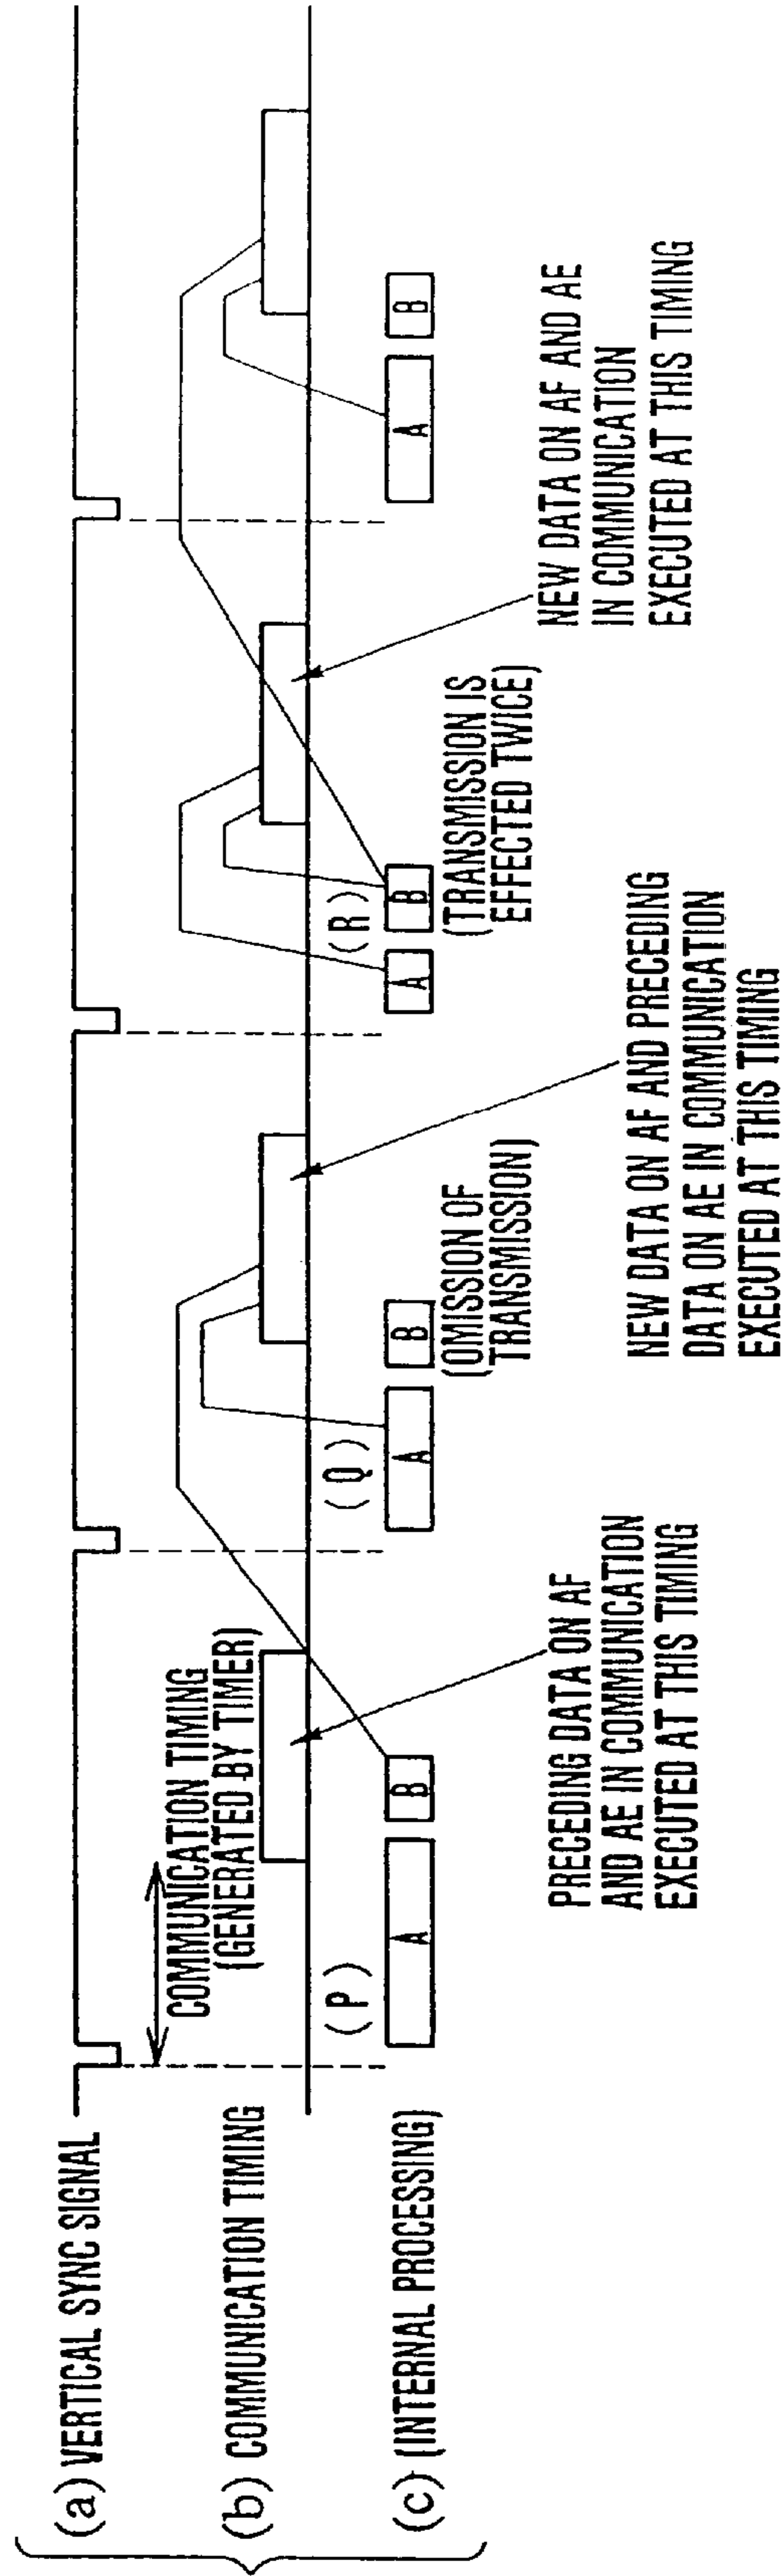 (a) VERTICAL SYNC SIGNAL
(b) COMMUNICATION TIMING
COMMUNICATION TIMING
(GENERATED BY TIMER)
(c) (INTERNAL PROCESSING)
(P)
A
B
(Q)
A
B
(OMISSION OF
TRANSMISSION)
(R)
A
B
(TRANSMISSION IS
EFFECTED TWICE)
A
B
PRECEDING DATA ON AF
AND AE IN COMMUNICATION
EXECUTED AT THIS TIMING
NEW DATA ON AF AND PRECEDING
DATA ON AE IN COMMUNICATION
EXECUTED AT THIS TIMING
NEW DATA ON AF AND AE
IN COMMUNICATION
EXECUTED AT THIS TIMING